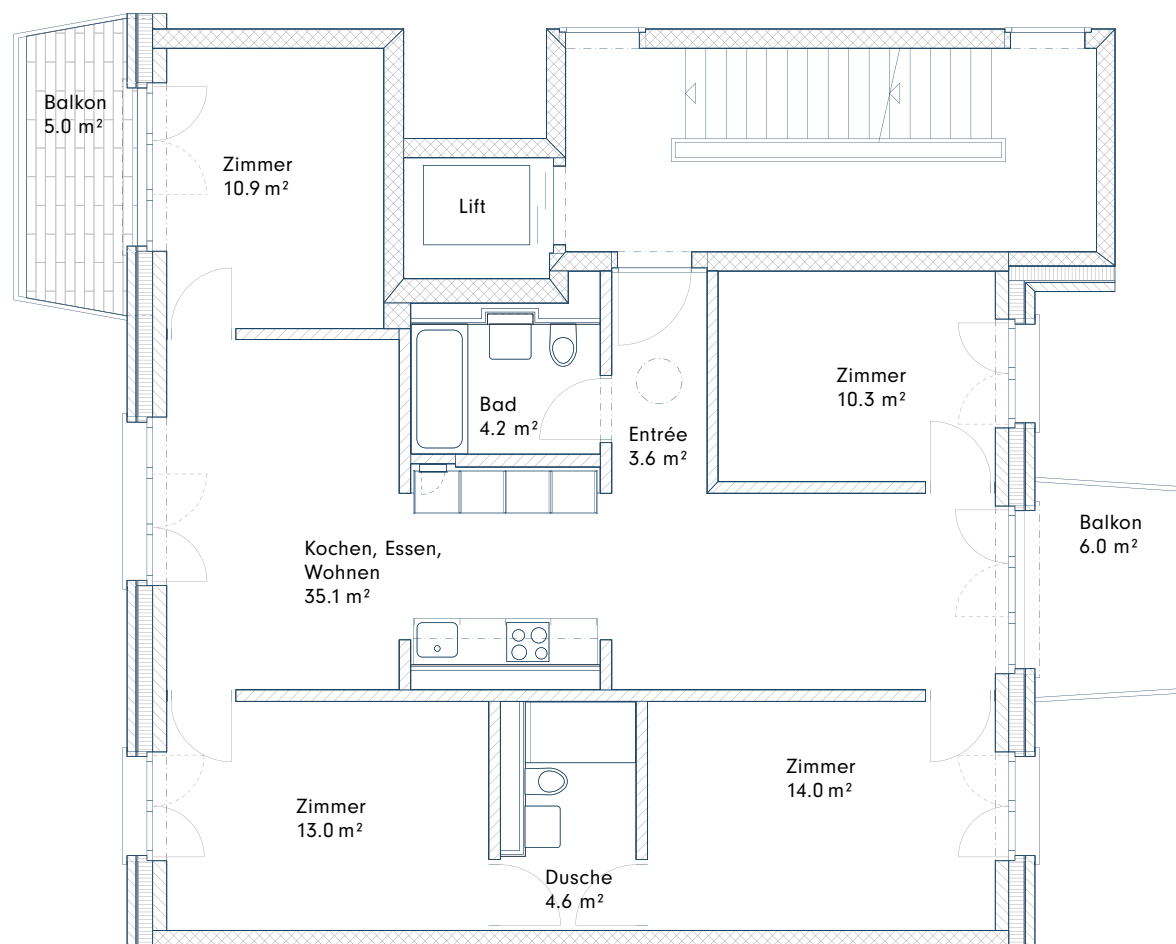 Balkon
5.0 m²
Zimmer
10.9 m²
Lift
Zimmer
10.3 m²
Bad
4.2 m²
Entrée
3.6 m²
Balkon
6.0 m²
Kochen, Essen,
Wohnen
35.1 m²
Zimmer
14.0 m²
Zimmer
13.0 m²
Dusche
4.6 m²